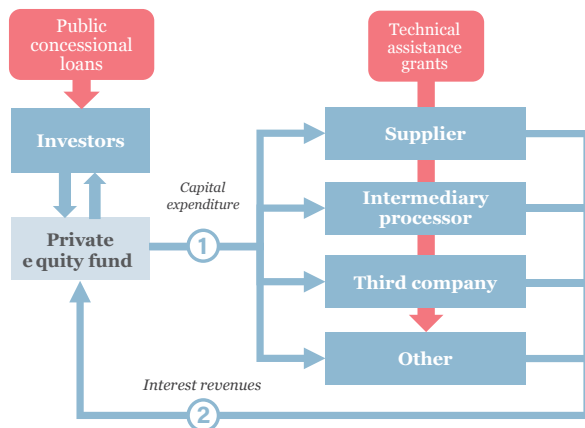 Public
concessional
loans
Technical
assistance
grants
Investors
Supplier
Capital
expenditure
Intermediary
processor
Private
equity fund
1
Third company
Other
Interest revenues
2